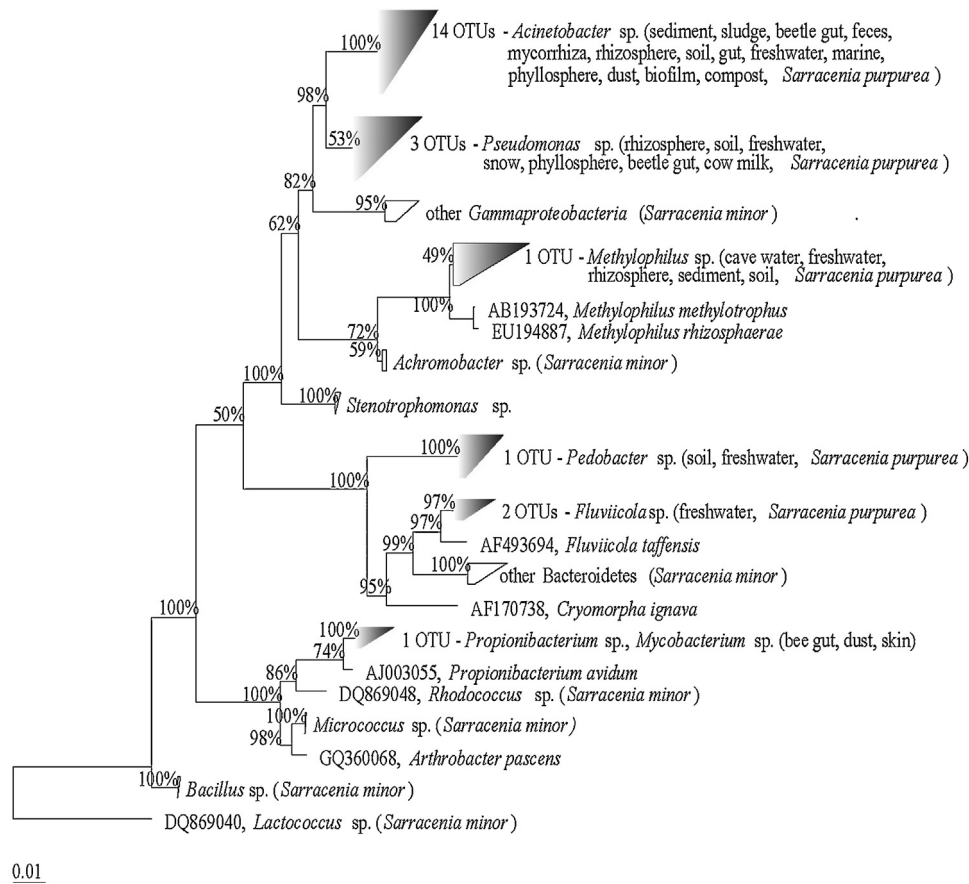 100%
14 OTUs - Acinetobacter sp. (sediment, sludge, beetle gut, feces,
mycorrhiza, rhizosphere, soil, gut, freshwater, marine,
phyllosphere, dust, biofilm, compost, Sarracenia purpurea )
98%
53%
3 OTUs - Pseudomonas sp. (rhizosphere, soil, freshwater,
snow, phyllosphere, beetle gut, cow milk, Sarracenia purpurea )
82%
95%
other Gammaproteobacteria (Sarracenia minor )
.
62%
49%
1 OTU - Methylophilus sp. (cave water, freshwater,
rhizosphere, sediment, soil, Sarracenia purpurea )
100%
AB193724, Methylophilus methylotrophus
EU194887, Methylophilus rhizosphaerae
72%
59%
Achromobacter sp. (Sarracenia minor )
100%
100%
Stenotrophomonas sp.
50%
100%
1 OTU - Pedobacter sp. (soil, freshwater, Sarracenia purpurea )
100%
97%
2 OTUs - Fluviicola sp. (freshwater, Sarracenia purpurea )
97%
AF493694, Fluviicola taffensis
99%
100%
other Bacteroidetes (Sarracenia minor )
95%
AF170738, Cryomorpha ignava
100%
100%
1 OTU - Propionibacterium sp., Mycobacterium sp. (bee gut, dust, skin)
74%
AJ003055, Propionibacterium avidum
86%
100%
DQ869048, Rhodococcus sp. (Sarracenia minor )
100%
Micrococcus sp. (Sarracenia minor )
98%
GQ360068, Arthrobacter pascens
100%
Bacillus sp. (Sarracenia minor )
DQ869040, Lactococcus sp. (Sarracenia minor )
0.01